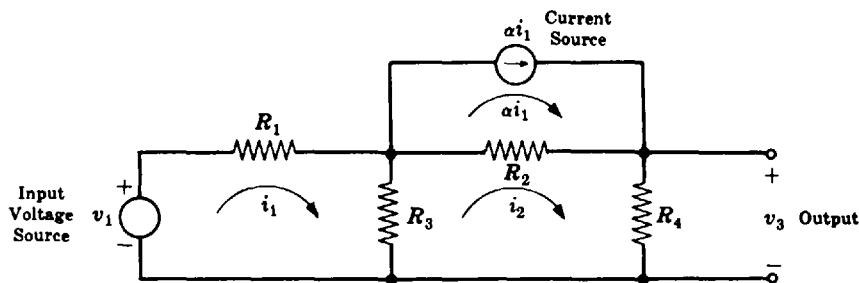 αi₁
Current
Source
αi₁
R₁
R₂
+
Input
Voltage
Source
v₁
−
i₁
R₃
i₂
R₄
+
v₃ Output
−